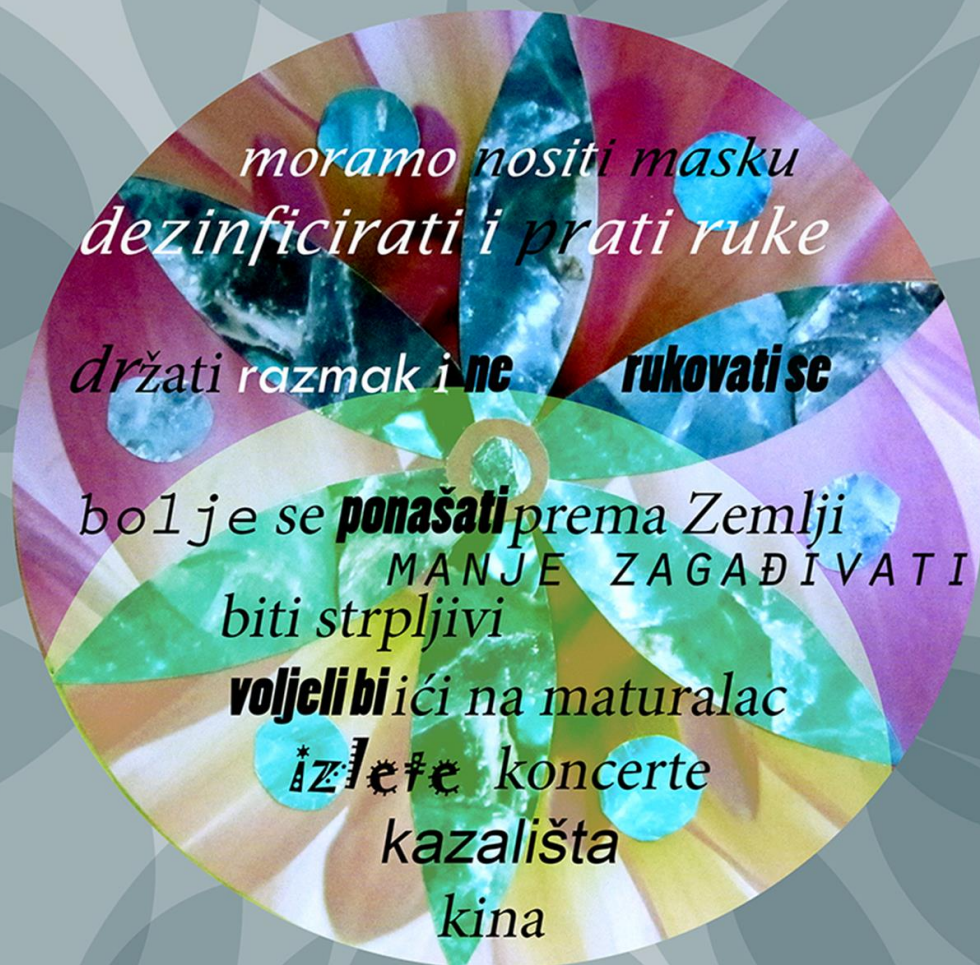 moramo nositi masku
dezinficirati i prati ruke
držati razmak i ne rukovati se
bolje se ponašati prema Zemlji
MANJE ZAGAĐIVATI
biti strpljivi
voljeli bi ići na maturalac
izlete koncerte
kazališta
kina